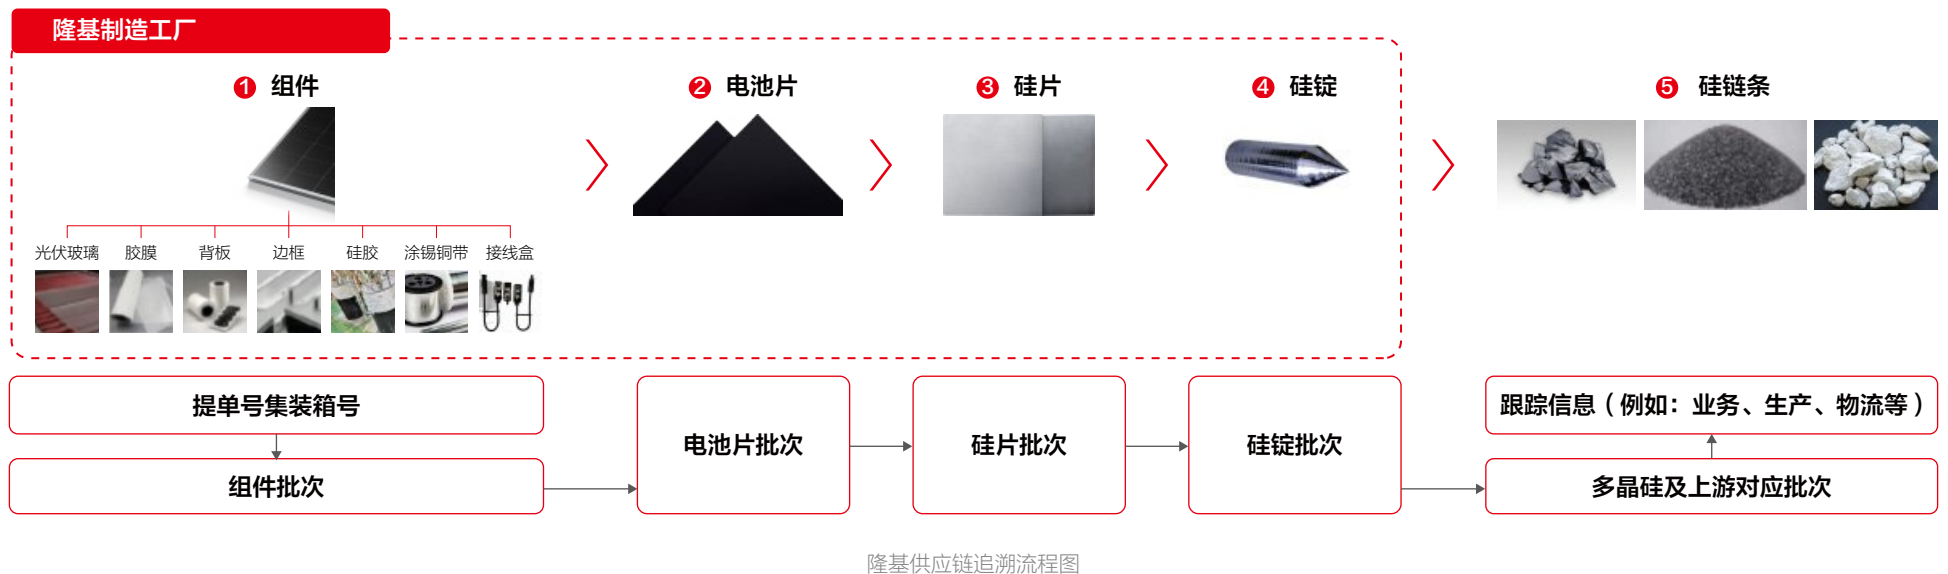 隆基制造工厂
1 组件
2 电池片
3 硅片
4 硅锭
5 硅链条
光伏玻璃 胶膜 背板 边框 硅胶 涂锡铜带 接线盒
提单号集装箱号
组件批次
电池片批次
硅片批次
硅锭批次
跟踪信息（例如：业务、生产、物流等）
多晶硅及上游对应批次
隆基供应链追溯流程图